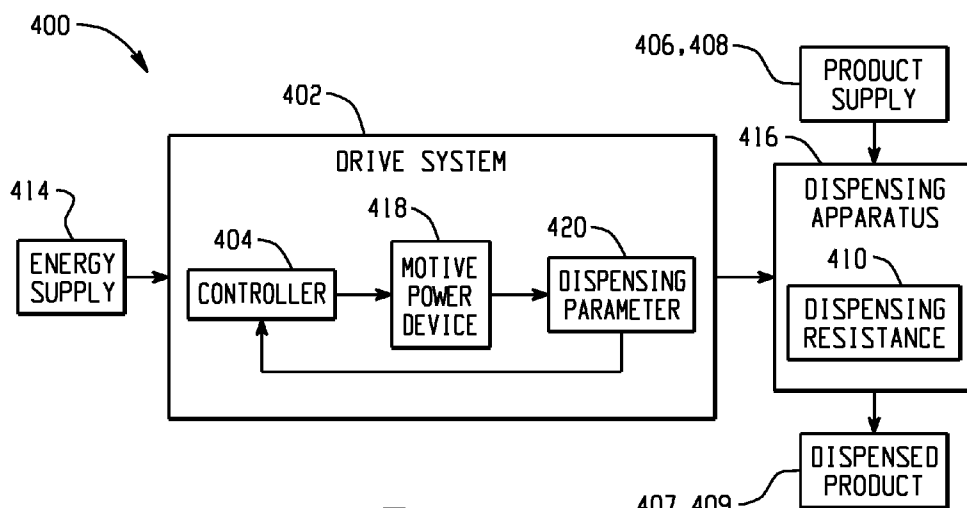 400
406,408
PRODUCT
SUPPLY
402
416
DRIVE SYSTEM
DISPENSING
APPARATUS
414
418
420
404
410
ENERGY
SUPPLY
CONTROLLER
MOTIVE
POWER
DEVICE
DISPENSING
PARAMETER
DISPENSING
RESISTANCE
DISPENSED
PRODUCT
407,409